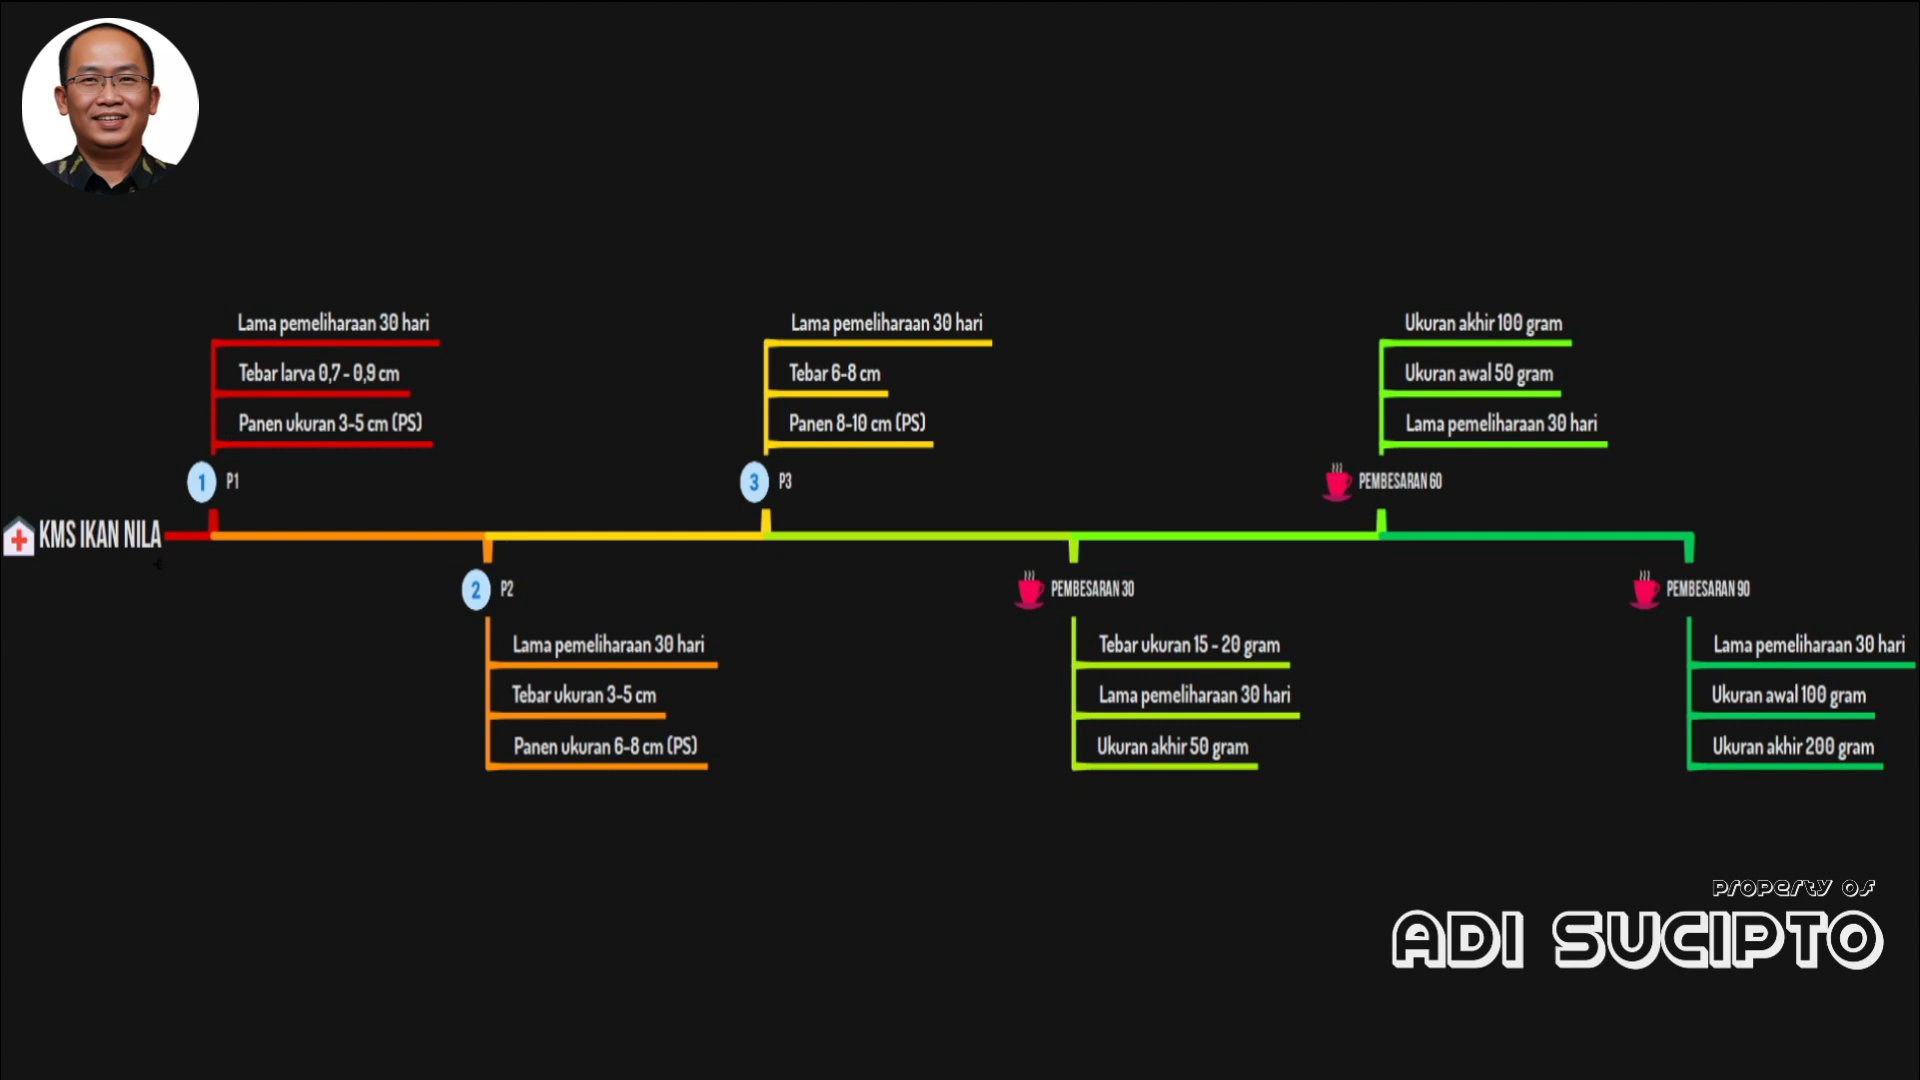 KMS IKAN NILA
1 P1
Lama pemeliharaan 30 hari
Tebar larva 0,7 - 0,9 cm
Panen ukuran 3-5 cm (PS)
2 P2
Lama pemeliharaan 30 hari
Tebar ukuran 3-5 cm
Panen ukuran 6-8 cm (PS)
3 P3
Lama pemeliharaan 30 hari
Tebar 6-8 cm
Panen 8-10 cm (PS)
PEMBESARAN 30
Tebar ukuran 15 - 20 gram
Lama pemeliharaan 30 hari
Ukuran akhir 50 gram
PEMBESARAN 60
Ukuran akhir 100 gram
Ukuran awal 50 gram
Lama pemeliharaan 30 hari
PEMBESARAN 90
Lama pemeliharaan 30 hari
Ukuran awal 100 gram
Ukuran akhir 200 gram
Property of
ADI SUCIPTO